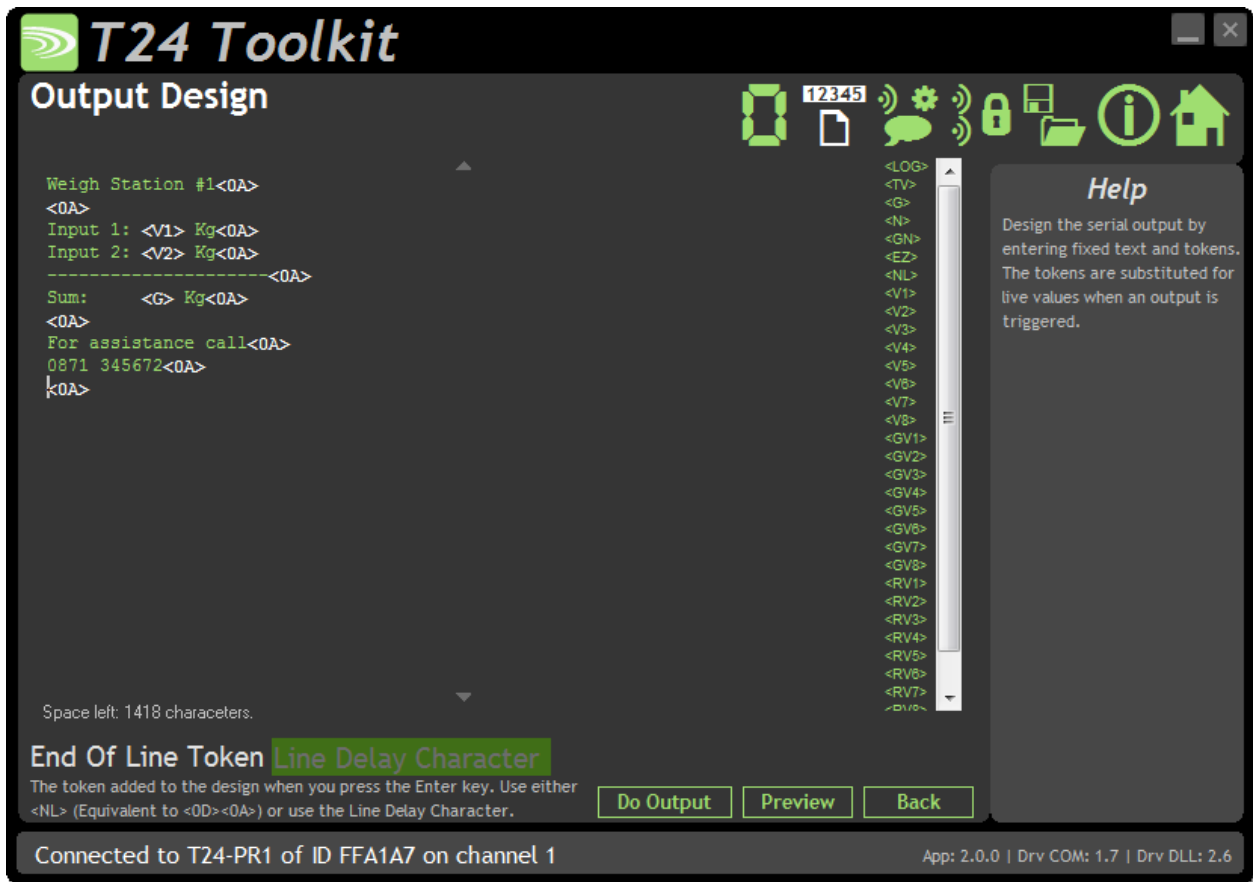 T24 Toolkit
Output Design
12345
Weigh Station #1<0A>
<0A>
Input 1: <V1> Kg<0A>
Input 2: <V2> Kg<0A>
---------------------<0A>
Sum:     <G> Kg<0A>
<0A>
For assistance call<0A>
0871 345672<0A>
<0A>
Space left: 1418 characeters.
<LOG>
<TV>
<G>
<N>
<GN>
<EZ>
<NL>
<V1>
<V2>
<V3>
<V4>
<V5>
<V6>
<V7>
<V8>
<GV1>
<GV2>
<GV3>
<GV4>
<GV5>
<GV6>
<GV7>
<GV8>
<RV1>
<RV2>
<RV3>
<RV4>
<RV5>
<RV6>
<RV7>
<RV8>
Help
Design the serial output by
entering fixed text and tokens.
The tokens are substituted for
live values when an output is
triggered.
End Of Line Token Line Delay Character
The token added to the design when you press the Enter key. Use either
<NL> (Equivalent to <0D><0A>) or use the Line Delay Character.
Do Output
Preview
Back
Connected to T24-PR1 of ID FFA1A7 on channel 1
App: 2.0.0 | Drv COM: 1.7 | Drv DLL: 2.6